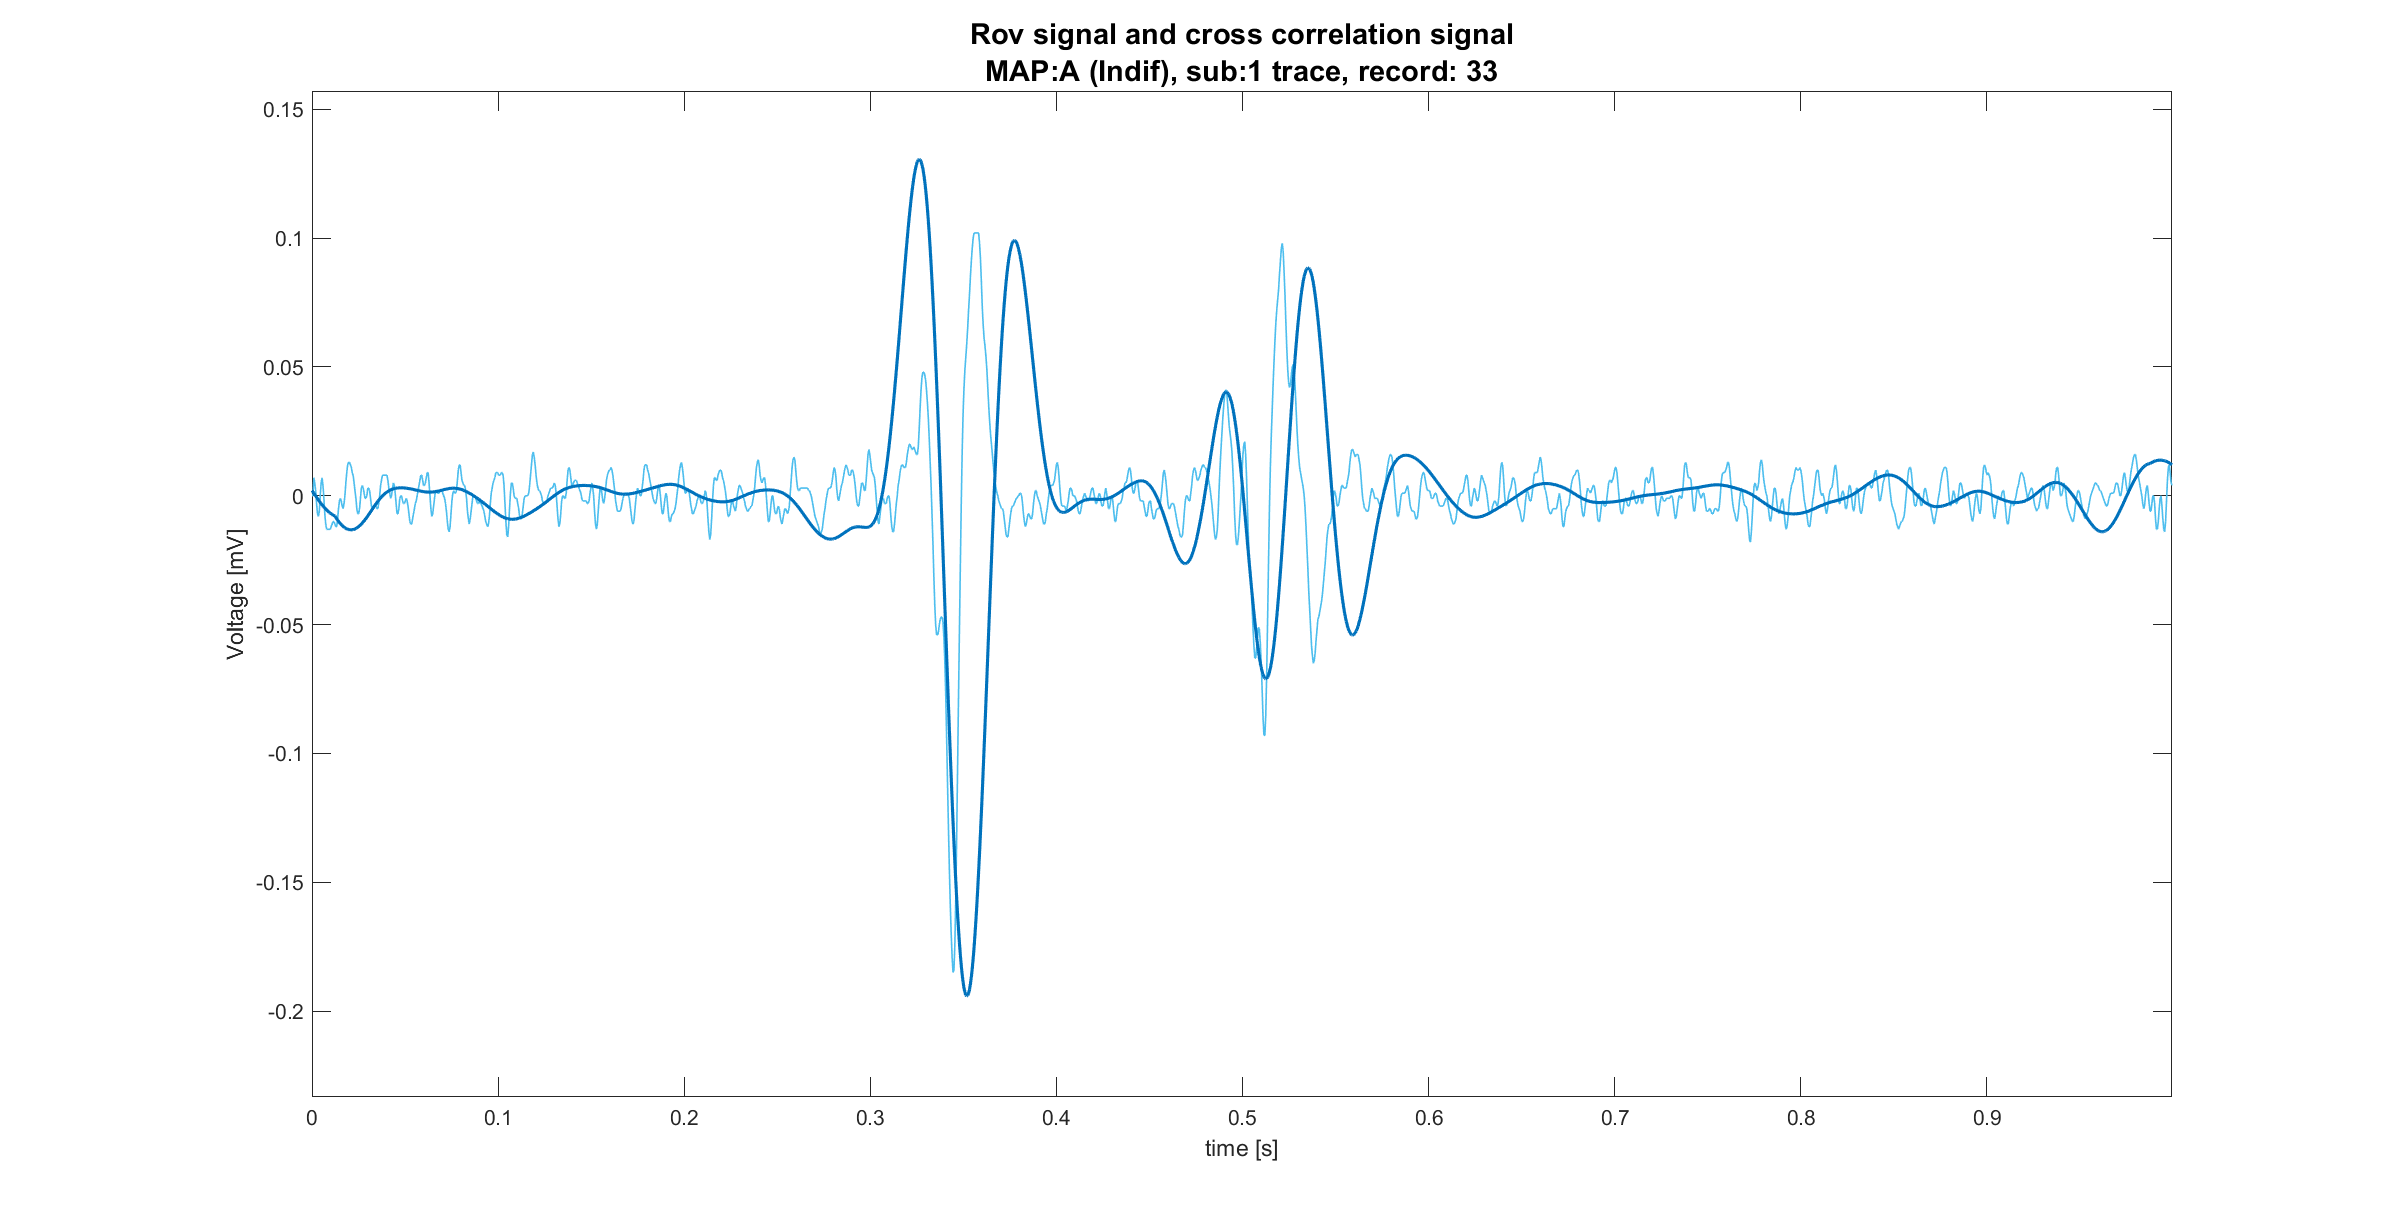 Rov signal and cross correlation signal
MAP:A (Indif), sub:1 trace, record: 33
0.15
0.1
0.05
0
-0.05
-0.1
-0.15
-0.2
Voltage [mV]
0 0.1 0.2 0.3 0.4 0.5 0.6 0.7 0.8 0.9
time [s]